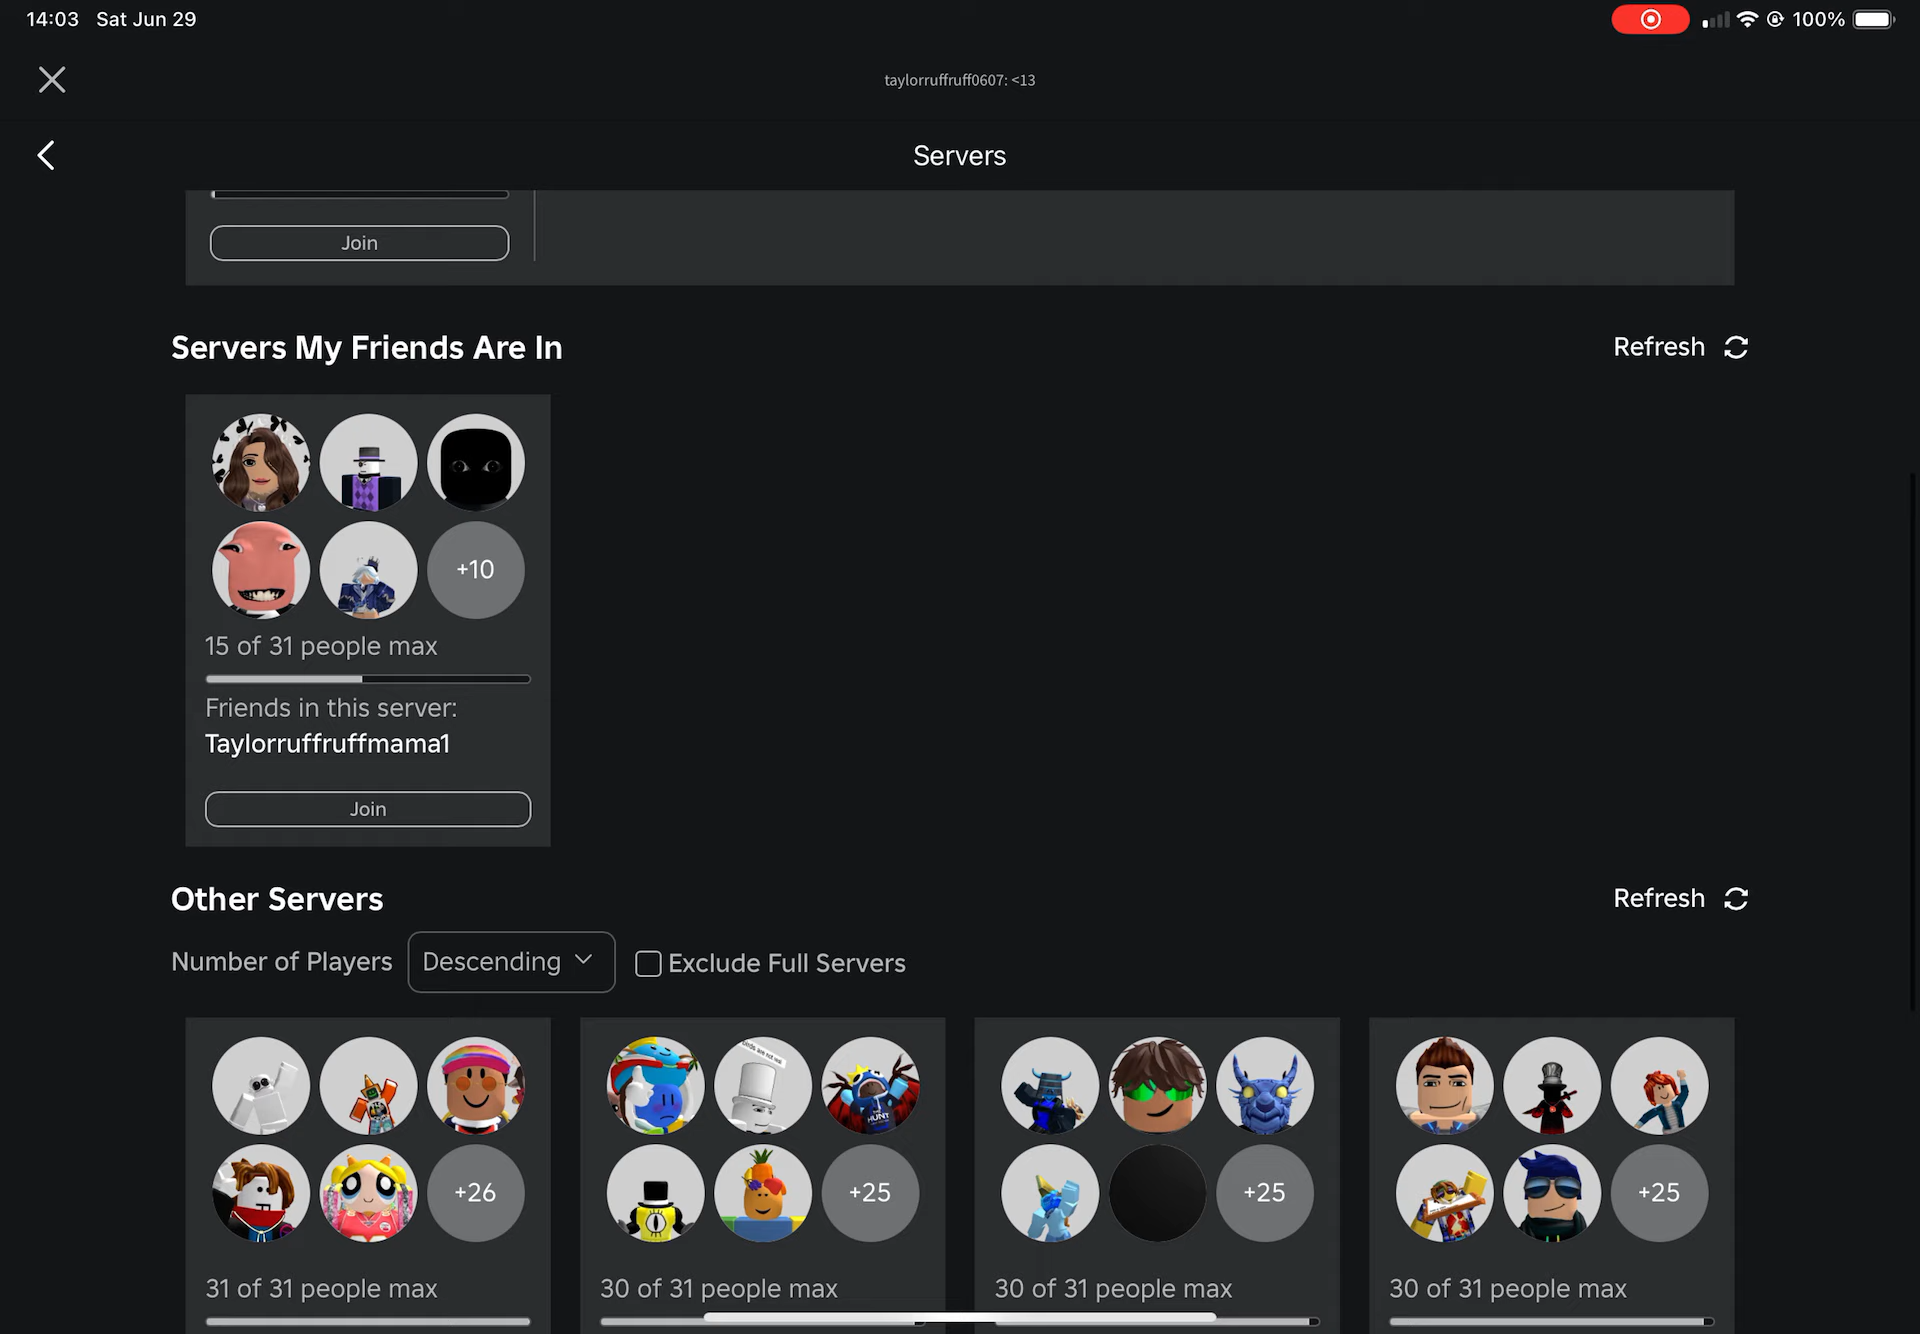 14:03 Sat Jun 29
100%
taylorruffruff0607: <13
Servers
Join
Servers My Friends Are In
Refresh
+10
15 of 31 people max
Friends in this server:
Taylorruffruffmama1
Join
Other Servers
Refresh
Number of Players
Descending
Exclude Full Servers
+26
+25
+25
+25
31 of 31 people max
30 of 31 people max
30 of 31 people max
30 of 31 people max